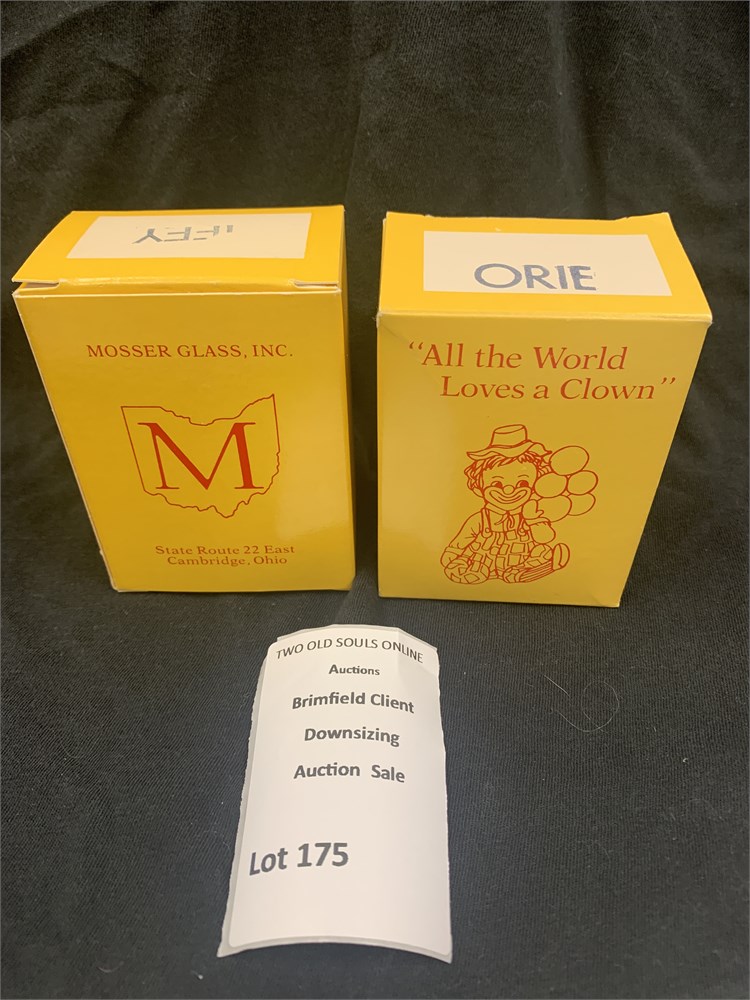 ORIE
MOSSER GLASS, INC.
M
State Route 22 East
Cambridge, Ohio
"All the World
Loves a Clown"
TWO OLD SOULS ONLINE
Auctions
Brimfield Client
Downsizing
Auction Sale
Lot 175